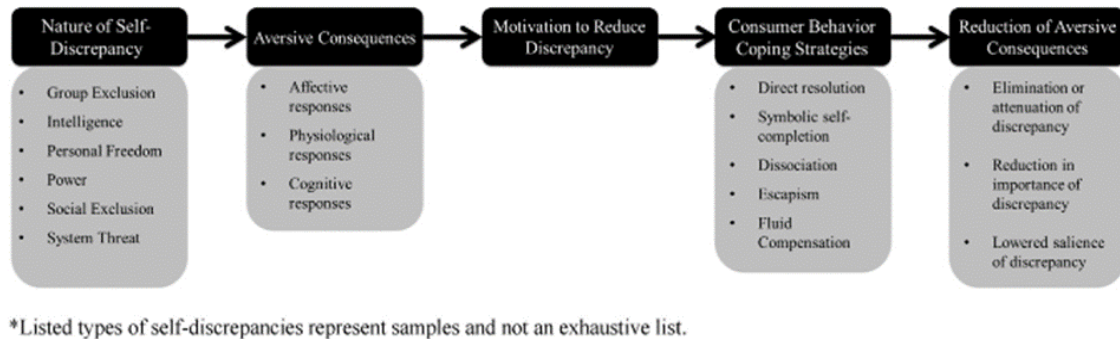 Nature of Self-
Discrepancy
Aversive Consequences
Motivation to Reduce
Discrepancy
Consumer Behavior
Coping Strategies
Reduction of Aversive
Consequences
• Group Exclusion
• Intelligence
• Personal Freedom
• Power
• Social Exclusion
• System Threat
• Affective
responses
• Physiological
responses
• Cognitive
responses
• Direct resolution
• Symbolic self-
completion
• Dissociation
• Escapism
• Fluid
Compensation
• Elimination or
attenuation of
discrepancy
• Reduction in
importance of
discrepancy
• Lowered salience
of discrepancy
*Listed types of self-discrepancies represent samples and not an exhaustive list.